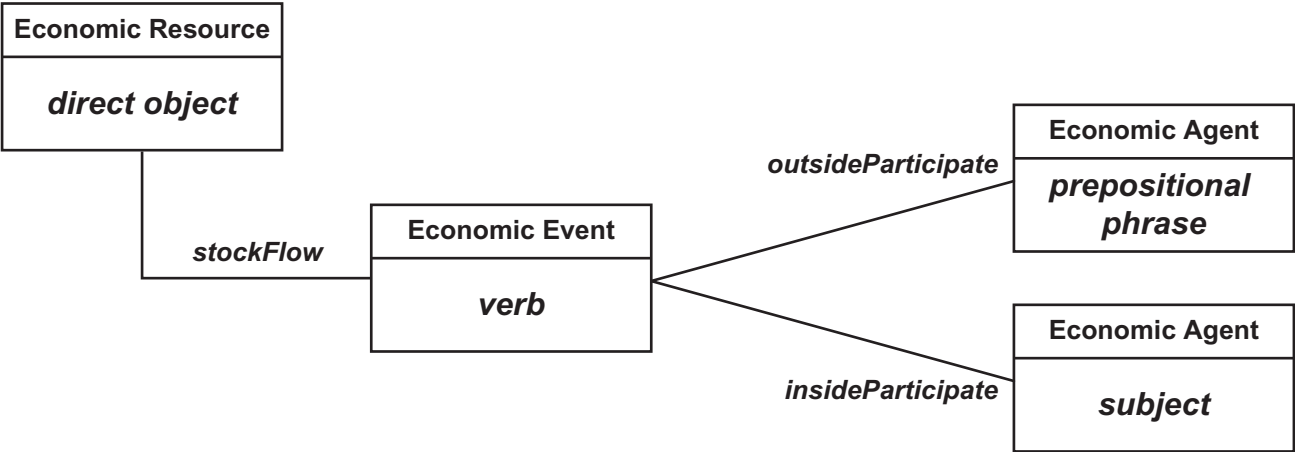 Economic Resource
direct object
stockFlow
Economic Event
verb
outsideParticipate
Economic Agent
prepositional
phrase
insideParticipate
Economic Agent
subject